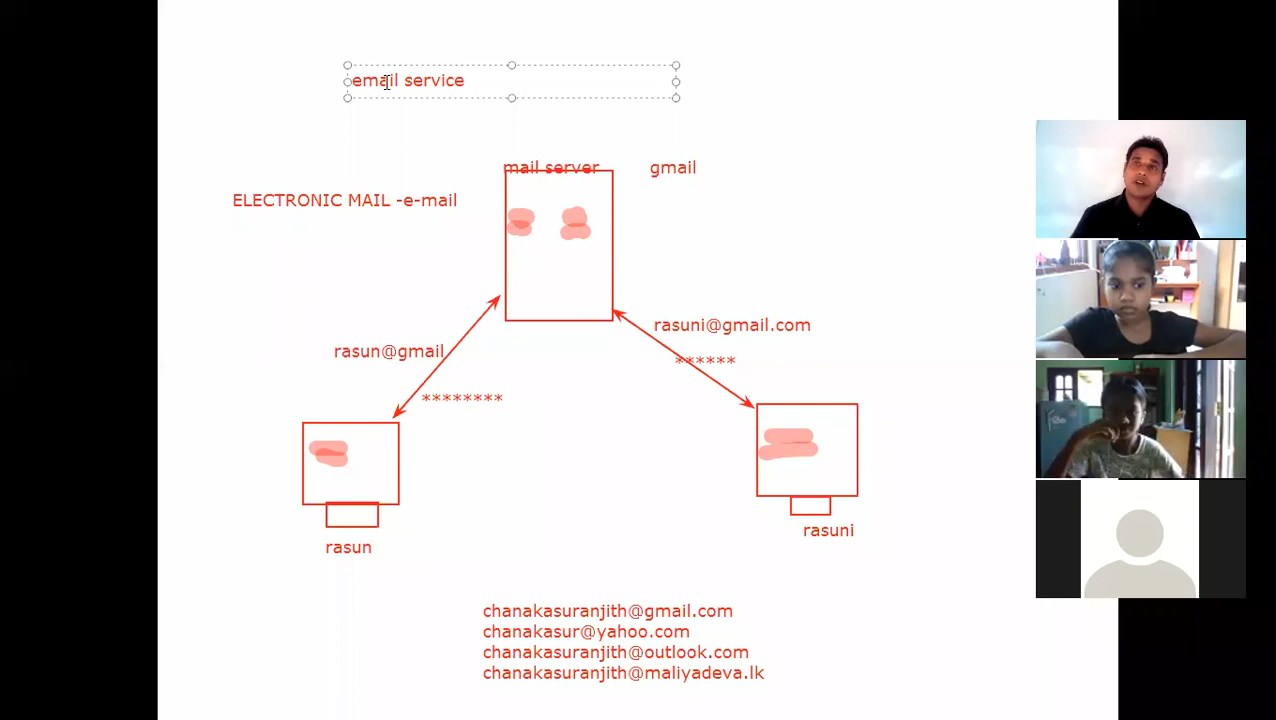 email service
mail server
gmail
ELECTRONIC MAIL -e-mail
rasuni@gmail.com
rasun@gmail
******
********
rasuni
rasun
chanakasuranjith@gmail.com
chanakasur@yahoo.com
chanakasuranjith@outlook.com
chanakasuranjith@maliyadeva.lk